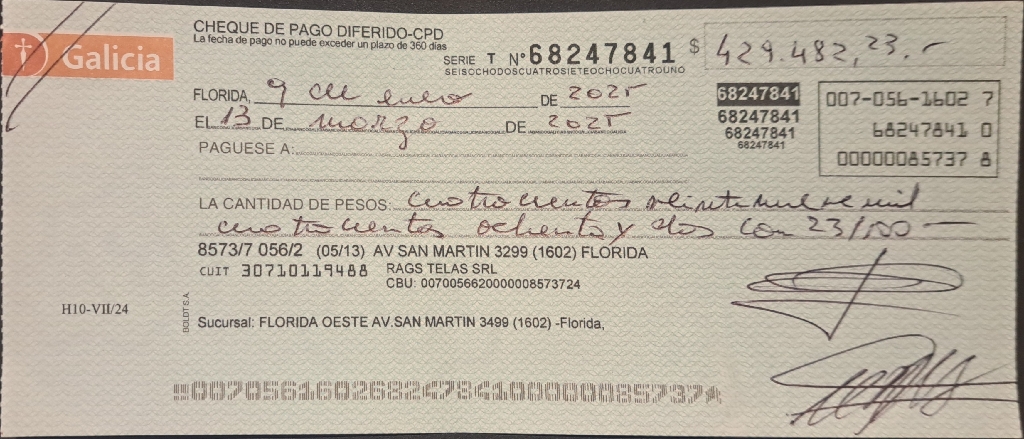 Galicia
CHEQUE DE PAGO DIFERIDO-CPD
La fecha de pago no puede exceder un plazo de 360 días
SERIE T N° 68247841 $ 429.482,23.-
SEISOCHODOSCUATROSIETEOCHOCUATROUNO
FLORIDA, 9 de enero DE 2025
EL 13 DE marzo DE 2025
68247841
68247841
68247841
68247841
007-056-1602 7
68247841 0
00000085737 8
PAGUESE A:
LA CANTIDAD DE PESOS: cuatrocientos veintinueve mil
cuatrocientos ochenta y dos con 23/100 —
8573/7 056/2 (05/13) AV SAN MARTIN 3299 (1602) FLORIDA
CUIT 30710119488 RAGS TELAS SRL
CBU: 0070056620000008573724
H10-VII/24
BOLDT S.A.
Sucursal: FLORIDA OESTE AV.SAN MARTIN 3499 (1602) -Florida,